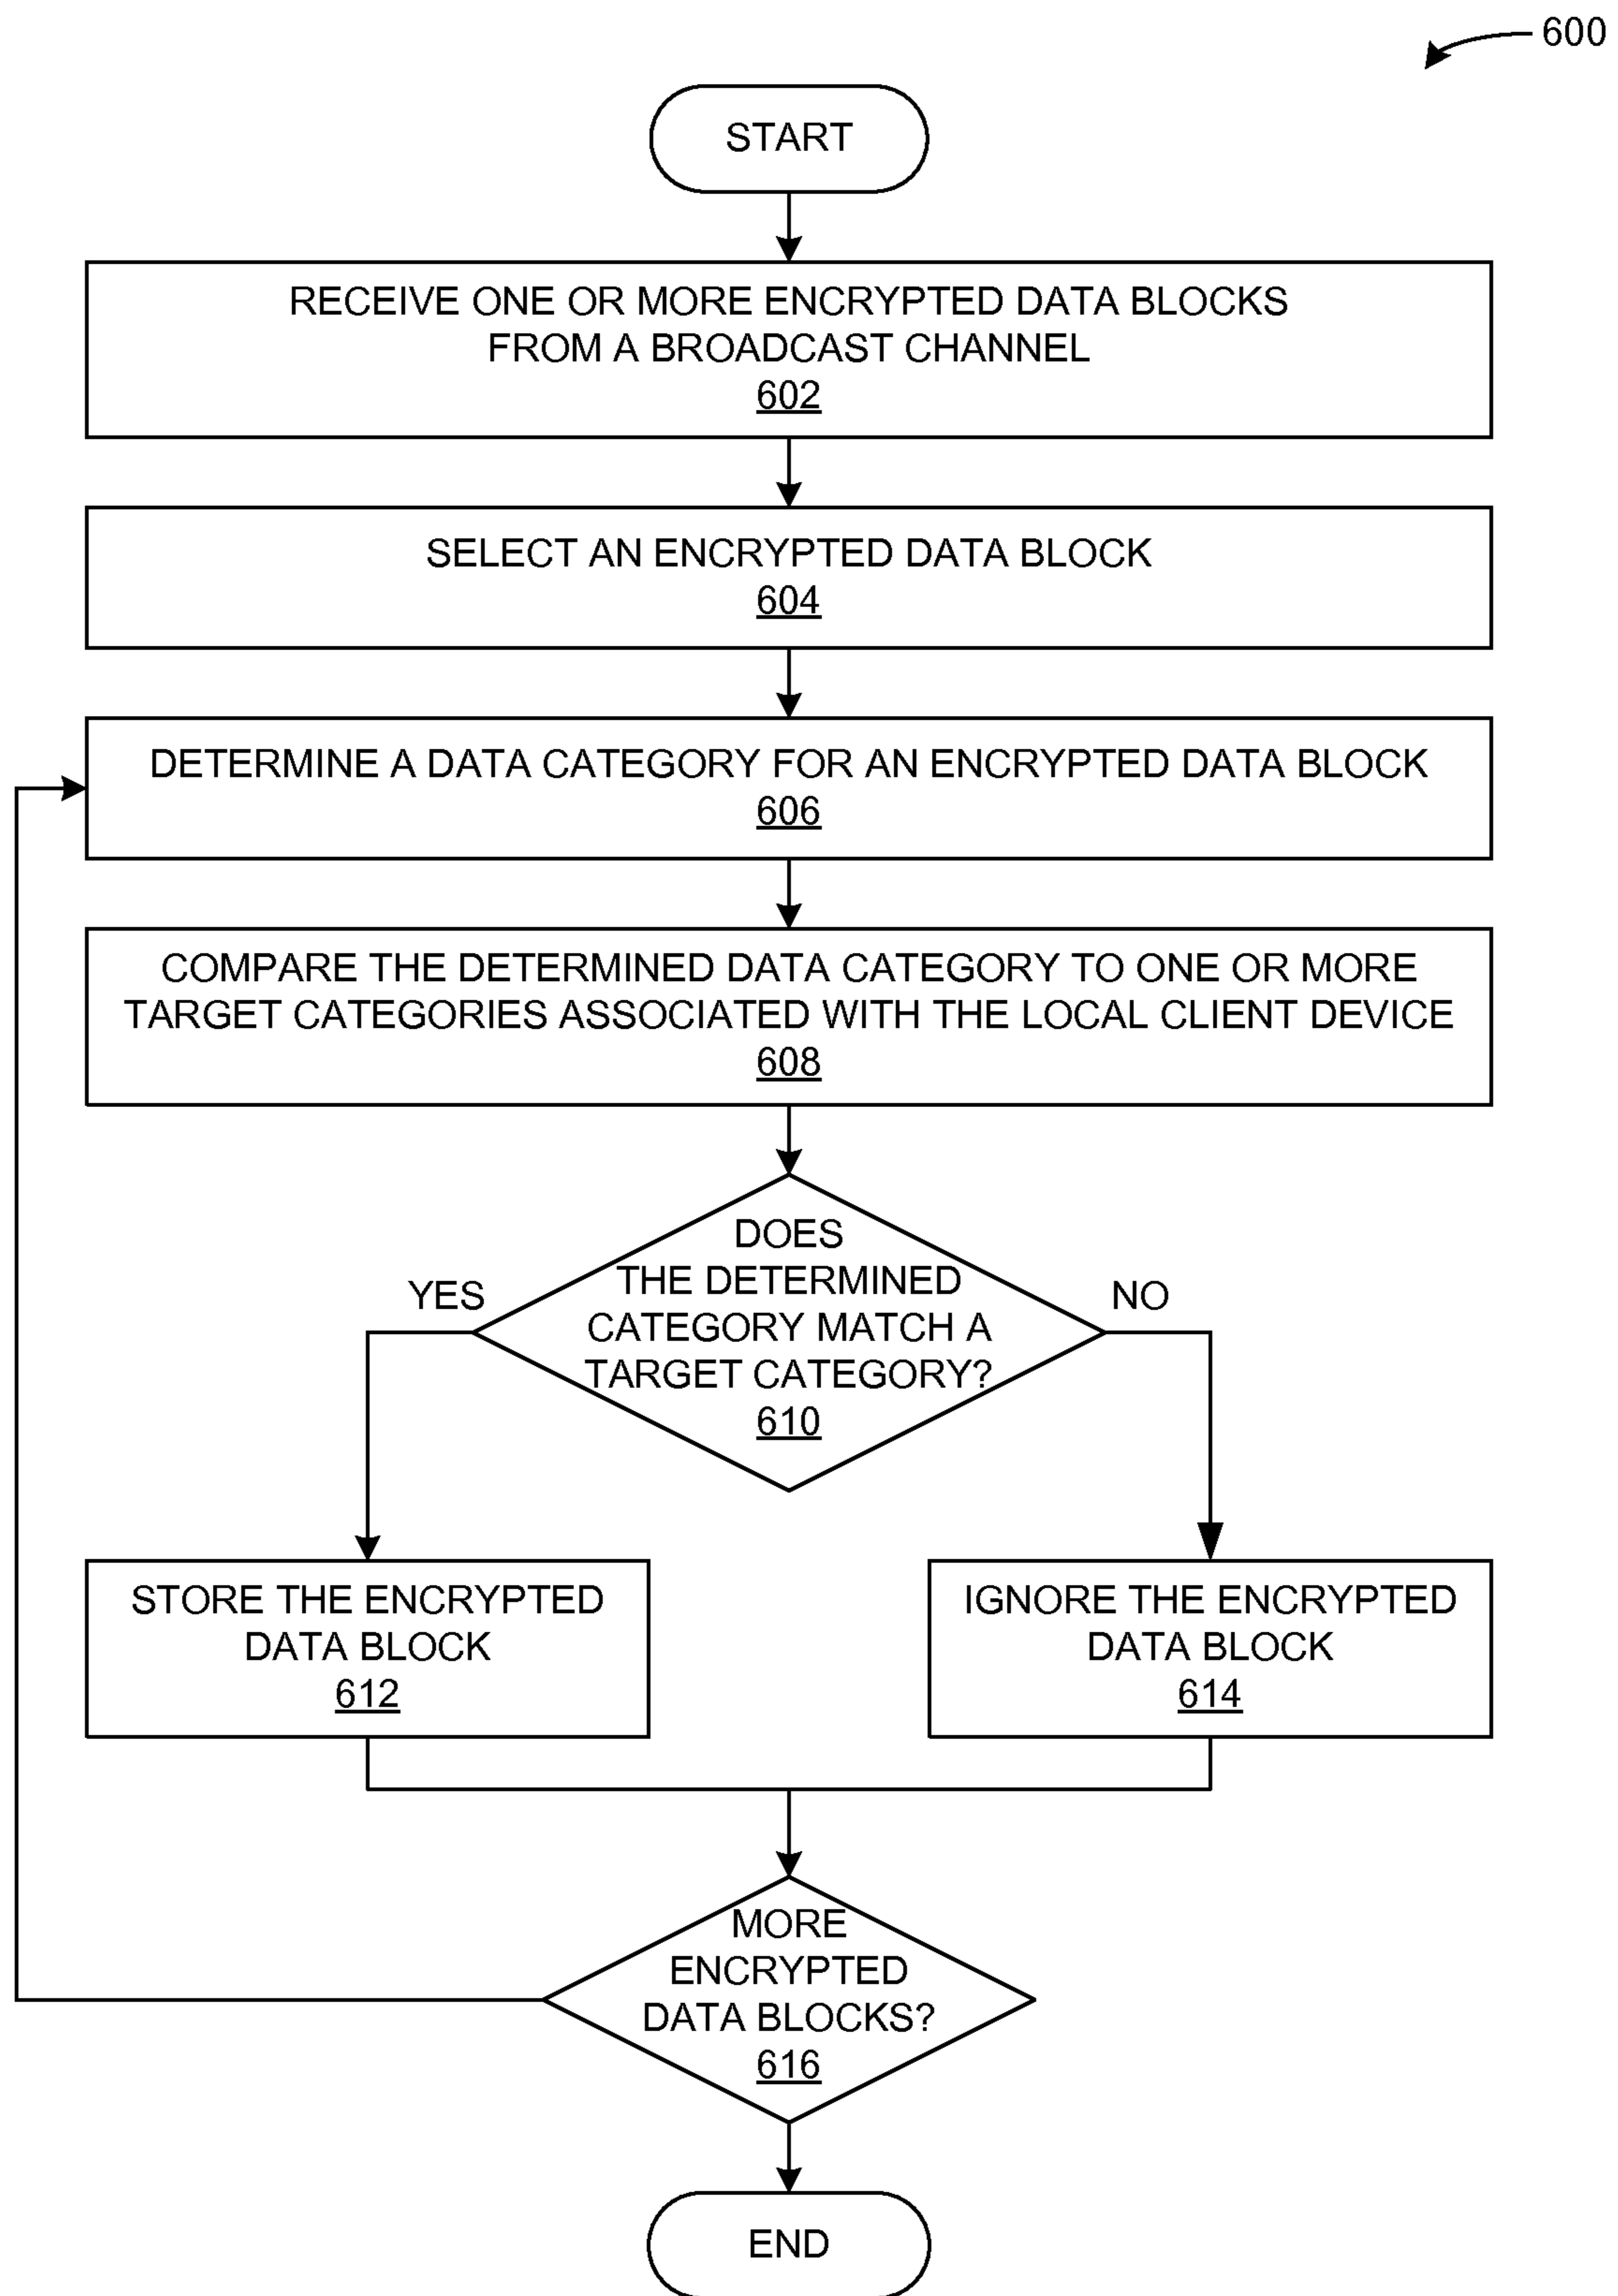 600
START
RECEIVE ONE OR MORE ENCRYPTED DATA BLOCKS
FROM A BROADCAST CHANNEL
602
SELECT AN ENCRYPTED DATA BLOCK
604
DETERMINE A DATA CATEGORY FOR AN ENCRYPTED DATA BLOCK
606
COMPARE THE DETERMINED DATA CATEGORY TO ONE OR MORE
TARGET CATEGORIES ASSOCIATED WITH THE LOCAL CLIENT DEVICE
608
DOES
THE DETERMINED
CATEGORY MATCH A
TARGET CATEGORY?
610
YES
NO
STORE THE ENCRYPTED
DATA BLOCK
612
IGNORE THE ENCRYPTED
DATA BLOCK
614
MORE
ENCRYPTED
DATA BLOCKS?
616
END